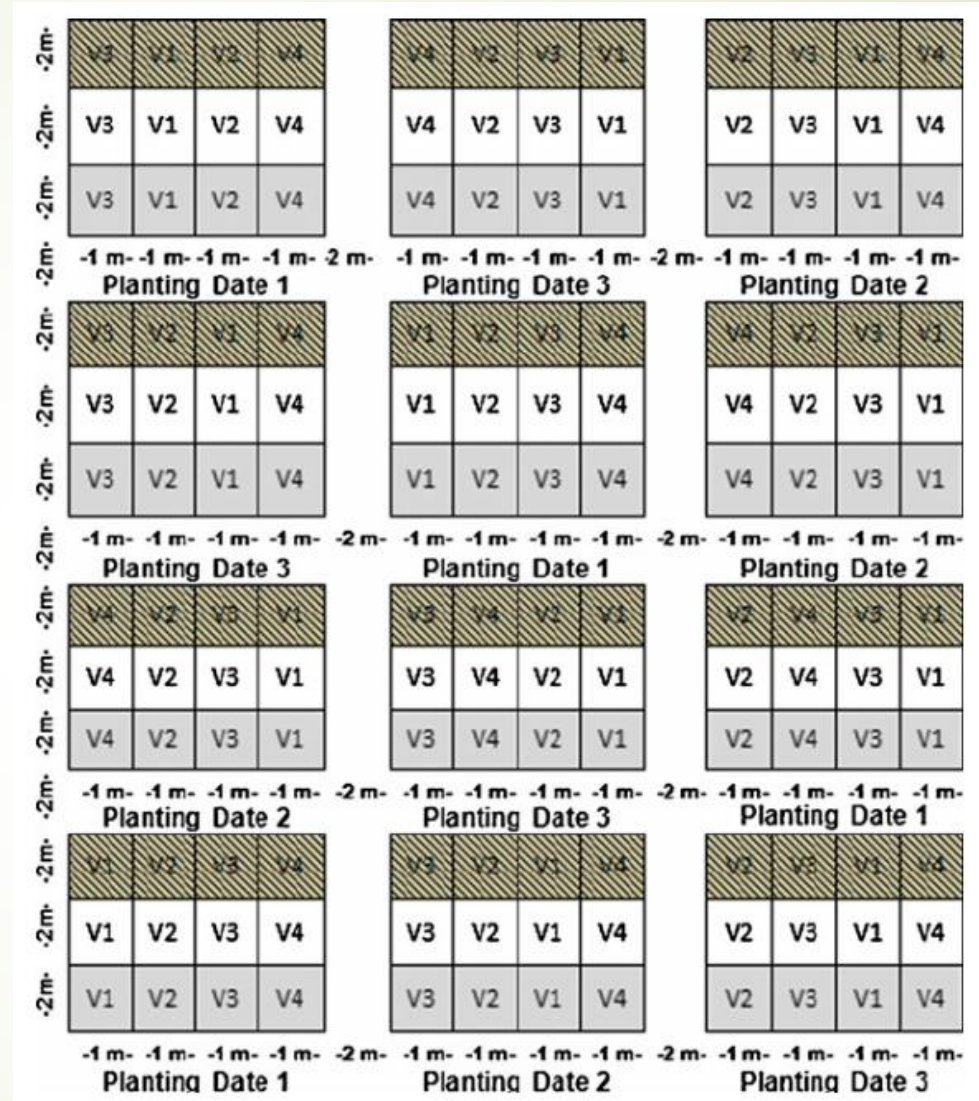 -2m- V3 V1 V2 V4 V4 V2 V3 V1 V2 V3 V1 V4
-2m- V3 V1 V2 V4 V4 V2 V3 V1 V2 V3 V1 V4
-2m- V3 V1 V2 V4 V4 V2 V3 V1 V2 V3 V1 V4
-2m- -1 m- -1 m- -1 m- -1 m- -2 m- -1 m- -1 m- -1 m- -1 m- -2 m- -1 m- -1 m- -1 m- -1 m-
Planting Date 1 Planting Date 3 Planting Date 2
-2m- V3 V2 V1 V4 V1 V2 V3 V4 V4 V2 V3 V1
-2m- V3 V2 V1 V4 V1 V2 V3 V4 V4 V2 V3 V1
-2m- V3 V2 V1 V4 V1 V2 V3 V4 V4 V2 V3 V1
-2m- -1 m- -1 m- -1 m- -1 m- -2 m- -1 m- -1 m- -1 m- -1 m- -2 m- -1 m- -1 m- -1 m- -1 m-
Planting Date 3 Planting Date 1 Planting Date 2
-2m- V4 V2 V3 V1 V3 V4 V2 V1 V2 V4 V3 V1
-2m- V4 V2 V3 V1 V3 V4 V2 V1 V2 V4 V3 V1
-2m- V4 V2 V3 V1 V3 V4 V2 V1 V2 V4 V3 V1
-2m- -1 m- -1 m- -1 m- -1 m- -2 m- -1 m- -1 m- -1 m- -1 m- -2 m- -1 m- -1 m- -1 m- -1 m-
Planting Date 2 Planting Date 3 Planting Date 1
-2m- V1 V2 V3 V4 V3 V2 V1 V4 V2 V3 V1 V4
-2m- V1 V2 V3 V4 V3 V2 V1 V4 V2 V3 V1 V4
-2m- V1 V2 V3 V4 V3 V2 V1 V4 V2 V3 V1 V4
-1 m- -1 m- -1 m- -1 m- -2 m- -1 m- -1 m- -1 m- -1 m- -2 m- -1 m- -1 m- -1 m- -1 m-
Planting Date 1 Planting Date 2 Planting Date 3